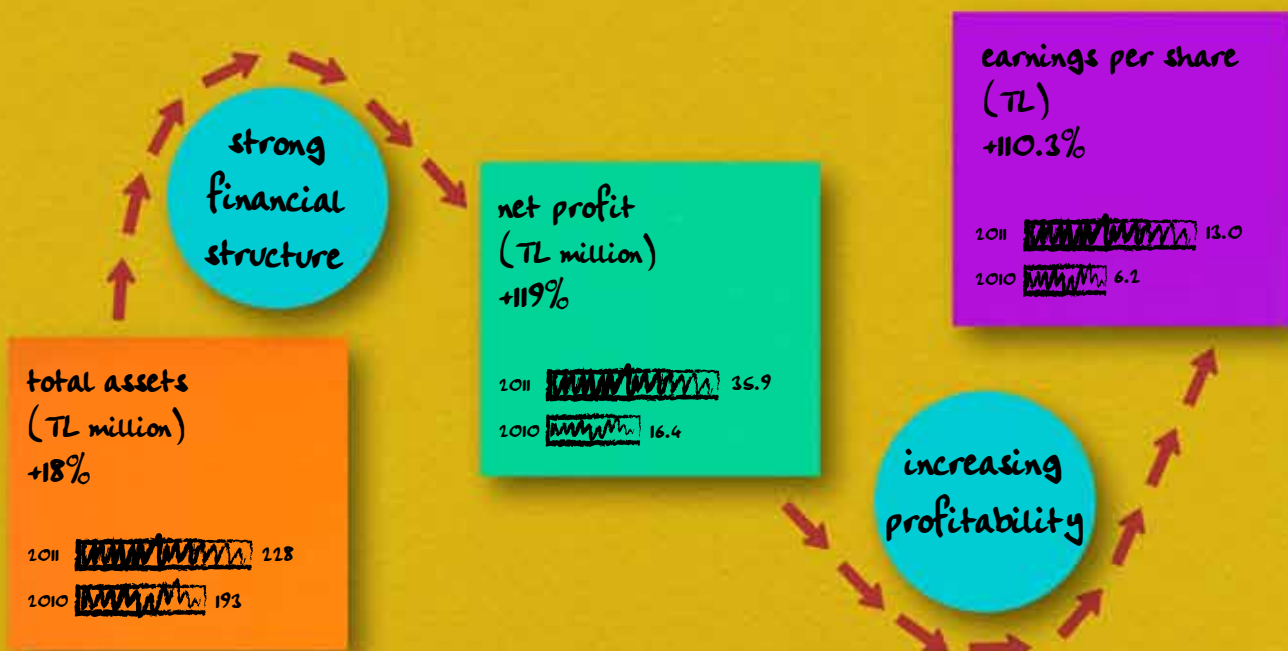 strong
financial
structure
total assets
(TL million)
+18%
2011 228
2010 193
net profit
(TL million)
+119%
2011 35.9
2010 16.4
increasing
profitability
earnings per share
(TL)
+110.3%
2011 13.0
2010 6.2